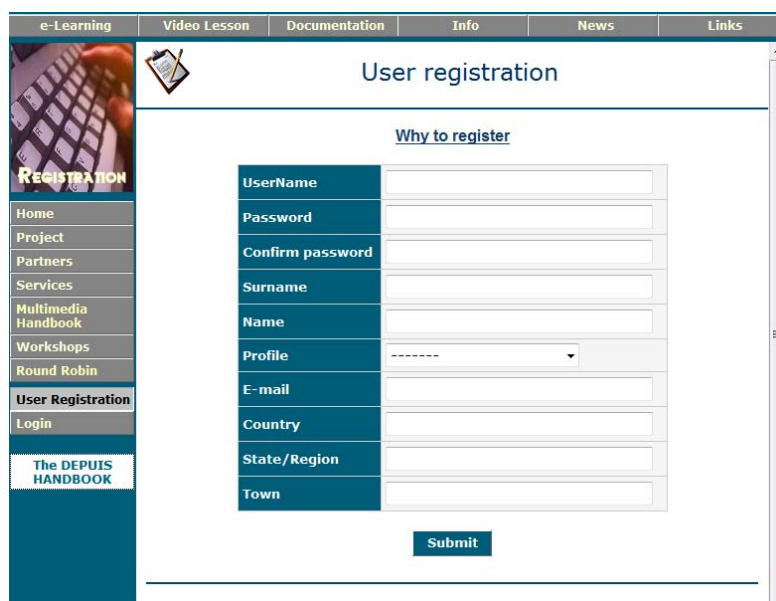 e-Learning Video Lesson Documentation Info News Links
REGISTRATION
Home
Project
Partners
Services
Multimedia
Handbook
Workshops
Round Robin
User Registration
Login
The DEPUIS
HANDBOOK
User registration
Why to register
UserName
Password
Confirm password
Surname
Name
Profile -------
E-mail
Country
State/Region
Town
Submit